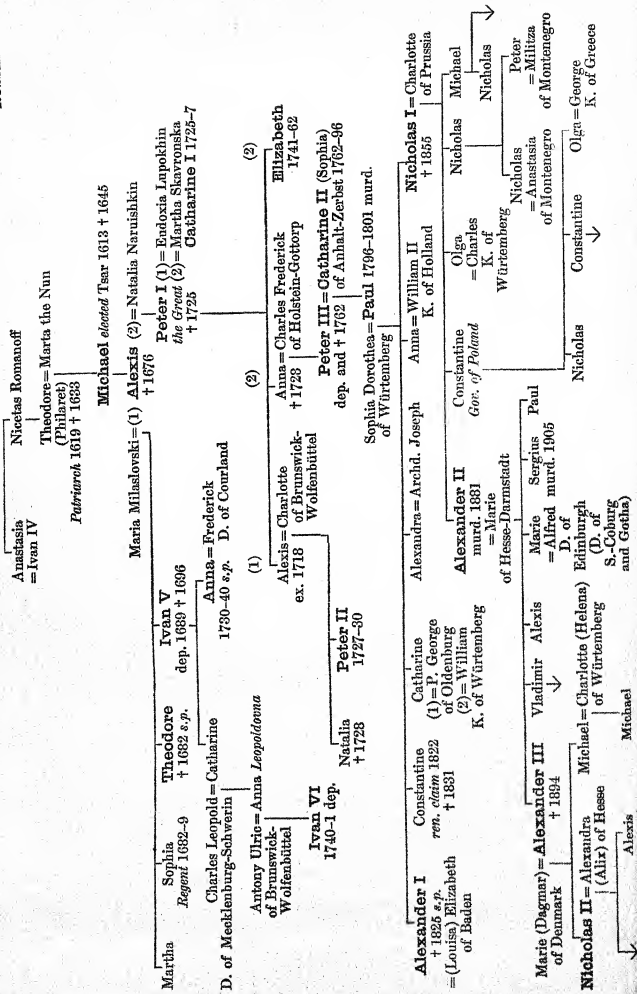 Anastasia
=Ivan IV
Nicetas Romanoff
Theodore=Marta the Nun
(Philaret)
Patriarch 1619 †1633
Michael elected Tsar 1613 †1645
Maria Miłaslovski=(1) Alexis (2)=Natalia Naruishkin
†1676
Martha
Sophia
Regent 1682-9
Theodore
†1682 s.p.
Ivan V
dep. 1689 †1696
Peter I (1)=Eudoxia Lapokhin
the Great (2)=Martha Skavronska
†1725 Catharine I 1725-7
Charles Leopold=Catharine
D. of Mecklenburg-Schwerin
Anna=Frederick
1730-40 s.p. D. of Courland
(1)
(2)
(2)
Alexis=Charlotte
ex. 1718 of Brunswick-
Wolfenbüttel
Anna=Charles Frederick
†1728 of Holstein-Gottorp
Elizabeth
1741-62
Antony Ulric=Anna Leopoldovna
of Brunswick-
Wolfenbüttel
Ivan VI
1740-1 dep.
Natalia
†1728
Peter II
1727-30
Peter III=Catharine II (Sophia)
dep. and †1762 of Anhalt-Zerbst 1762-96
Sophia Dorothea=Paul 1796-1801 murd.
of Würtemberg
Alexander I
†1825 s.p.
=(Louisa) Elizabeth
of Baden
Constantine
ren. claim 1822
†1831
Catharine
(1)=P. George
of Oldenburg
(2)=William
K. of Würtemberg
Alexandra=Archd. Joseph
Anna=William II
K. of Holland
Nicholas I=Charlotte
†1855 of Prussia
Alexander II
murd. 1881
=Marie
of Hesse-Darmstadt
Constantine
Gov. of Poland
Olga
=Charles
K. of
Würtemberg
Nicholas
Michael
Nicholas
Nicholas
=Anastasia
of Montenegro
Peter
=Militza
of Montenegro
Nicholas
Constantine
Olga=George
K. of Greece
Marie (Dagmar)=Alexander III
of Denmark †1894
Vladimir
Alexis
Marie
=Alfred
D. of
Edinburgh
(D. of
S.-Coburg
and Gotha)
Sergius
murd. 1905
Paul
Nicholas II=Alexandra
(Alix) of Hesse
Michael=Charlotte (Helena)
of Würtemberg
Alexis
Michael